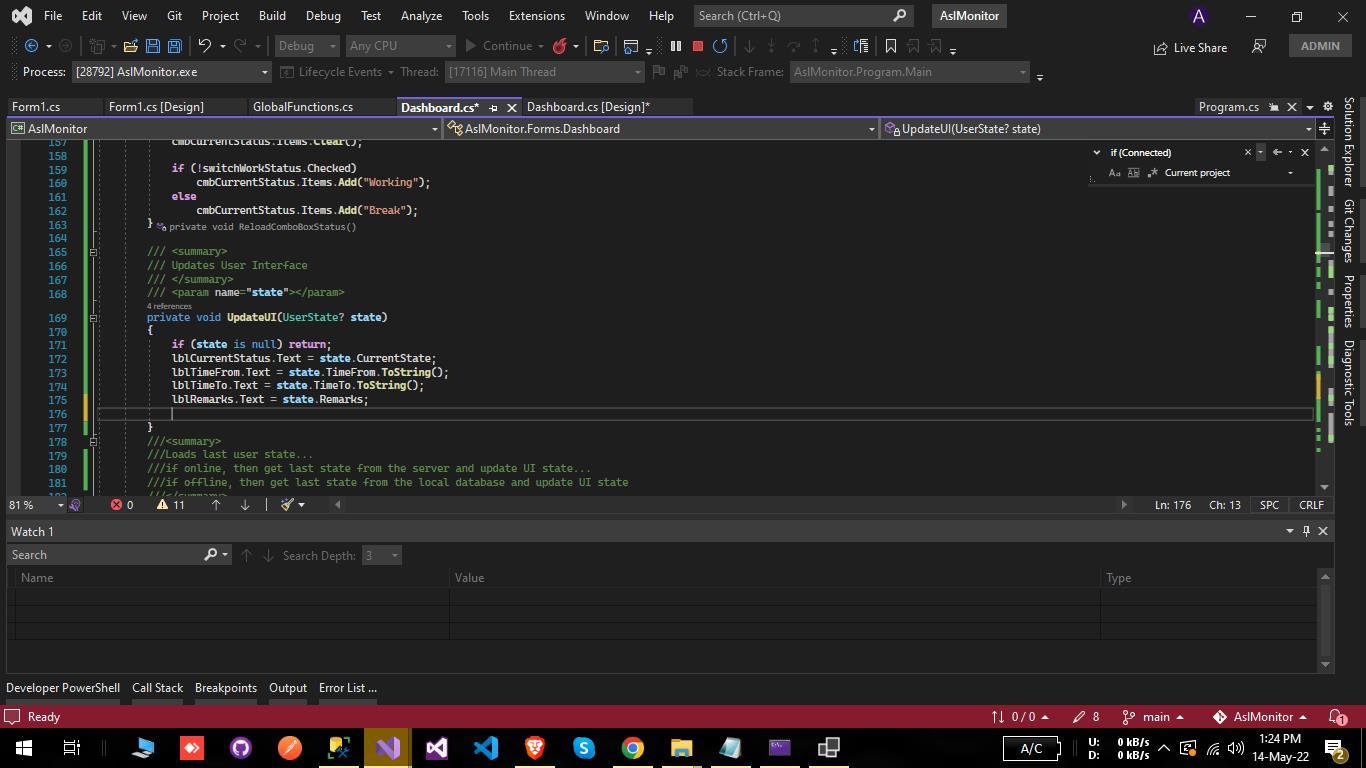 File Edit View Git Project Build Debug Test Analyze Tools Extensions Window Help Search (Ctrl+Q) AslMonitor A
Debug Any CPU Continue Live Share ADMIN
Process: [28792] AslMonitor.exe Lifecycle Events Thread: [17116] Main Thread Stack Frame: AslMonitor.Program.Main
Form1.cs Form1.cs [Design] GlobalFunctions.cs Dashboard.cs* Dashboard.cs [Design]* Program.cs
C# AslMonitor AslMonitor.Forms.Dashboard UpdateUI(UserState? state)
157 cmbCurrentStatus.Items.Clear();
158
159 if (!switchWorkStatus.Checked)
160 cmbCurrentStatus.Items.Add("Working");
161 else
162 cmbCurrentStatus.Items.Add("Break");
163 } private void ReloadComboBoxStatus()
164
165 /// <summary>
166 /// Updates User Interface
167 /// </summary>
168 /// <param name="state"></param>
4 references
169 private void UpdateUI(UserState? state)
170 {
171 if (state is null) return;
172 lblCurrentStatus.Text = state.CurrentState;
173 lblTimeFrom.Text = state.TimeFrom.ToString();
174 lblTimeTo.Text = state.TimeTo.ToString();
175 lblRemarks.Text = state.Remarks;
176
177 }
178 ///<summary>
179 ///Loads last user state...
180 ///if online, then get last state from the server and update UI state...
181 ///if offline, then get last state from the local database and update UI state
182 ///</summary>
if (Connected)
Aa Ab Current project
Solution Explorer
Git Changes
Properties
Diagnostic Tools
81 % 0 11 Ln: 176 Ch: 13 SPC CRLF
Watch 1
Search Search Depth: 3
Name Value Type
Developer PowerShell Call Stack Breakpoints Output Error List ...
Ready 0 / 0 8 main AslMonitor 1
A/C U: 0 kB/s D: 0 kB/s 1:24 PM 14-May-22 2